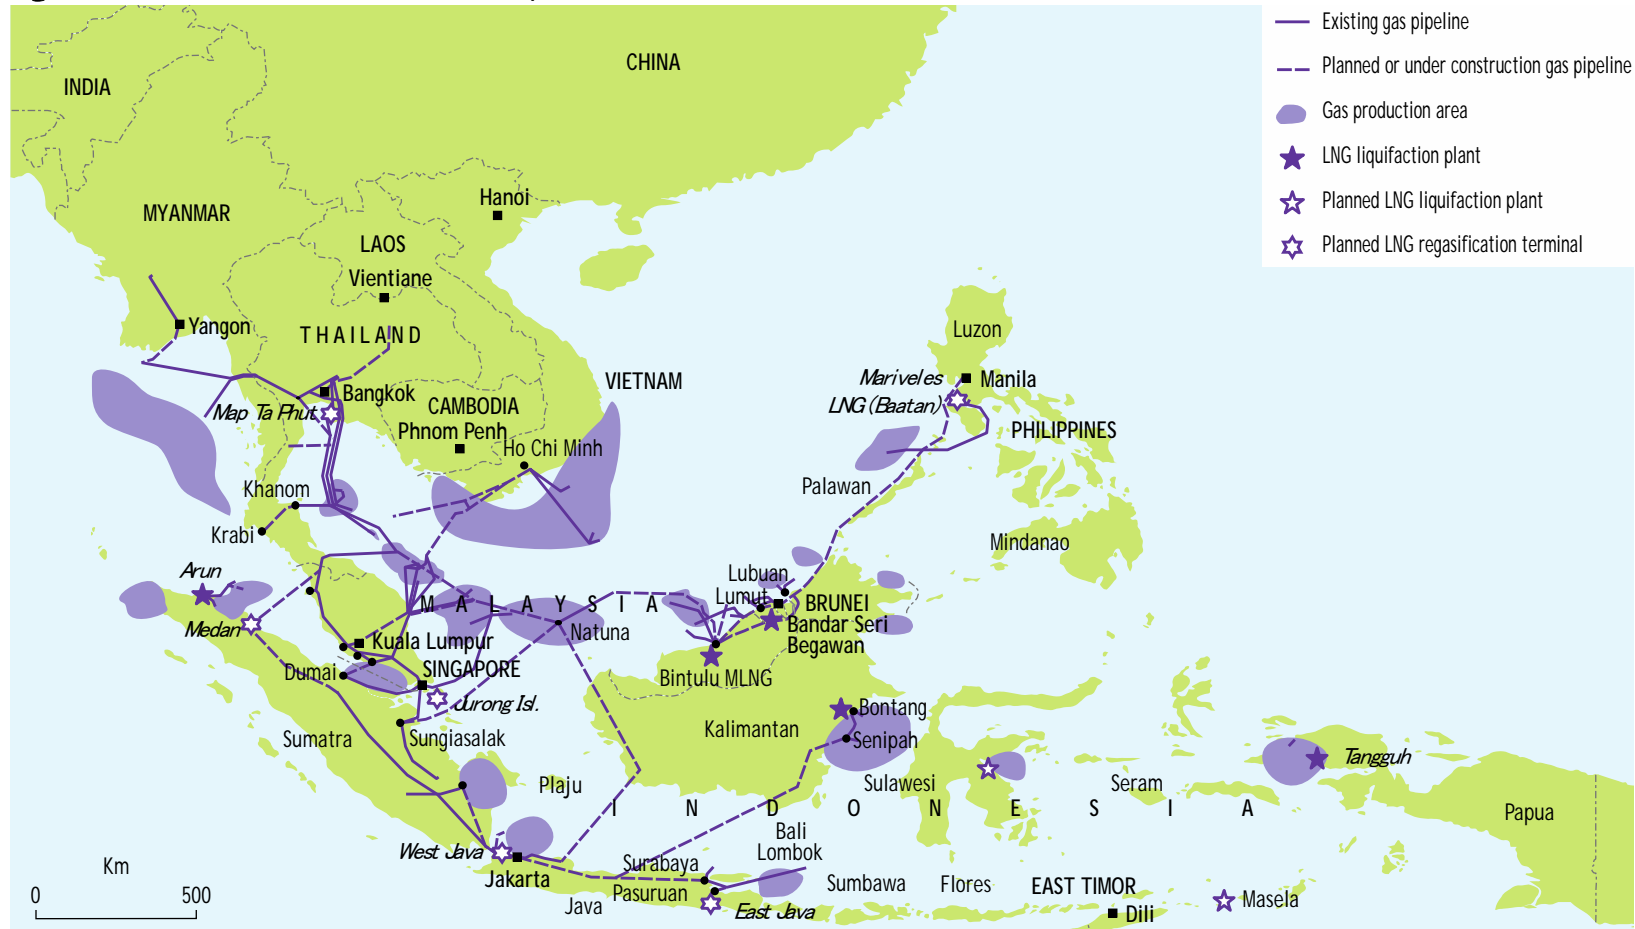 Existing gas pipeline
Planned or under construction gas pipeline
Gas production area
LNG liquifaction plant
Planned LNG liquifaction plant
Planned LNG regasification terminal
CHINA
INDIA
Hanoi
MYANMAR
LAOS
Vientiane
Yangon
THAILAND
Luzon
VIETNAM
Mariveles
LNG (Baatan)
Manila
Bangkok
Map Ta Phut
CAMBODIA
Phnom Penh
Ho Chi Minh
PHILIPPINES
Khanom
Palawan
Krabi
Mindanao
Arun
Lubuan
Lumut
MALAYSIA
BRUNEI
Bandar Seri
Begawan
Medan
Natuna
Kuala Lumpur
SINGAPORE
Dumai
Bintulu MLNG
Jurong Isl.
Bontang
Kalimantan
Sumatra
Sungiasalak
Senipah
Tangguh
Plaju
Sulawesi
Seram
INDONESIA
Papua
Bali
Lombok
West Java
Surabaya
Km
Jakarta
Pasuruan
Sumbawa
Flores
EAST TIMOR
0
500
Java
East Java
Dili
Masela